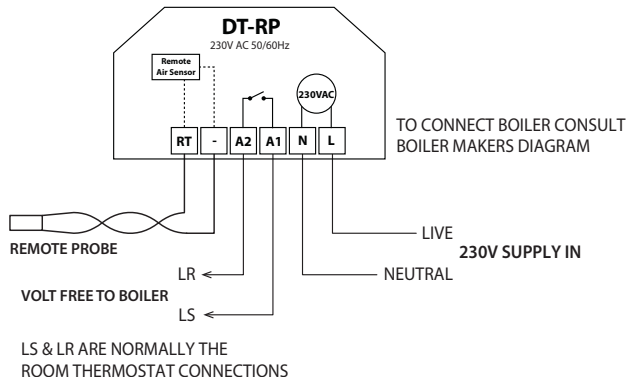 DT-RP
230V AC 50/60Hz
Remote
Air Sensor
230VAC
RT
-
A2
A1
N
L
TO CONNECT BOILER CONSULT
BOILER MAKERS DIAGRAM
REMOTE PROBE
LIVE
230V SUPPLY IN
NEUTRAL
LR
VOLT FREE TO BOILER
LS
LS & LR ARE NORMALLY THE
ROOM THERMOSTAT CONNECTIONS